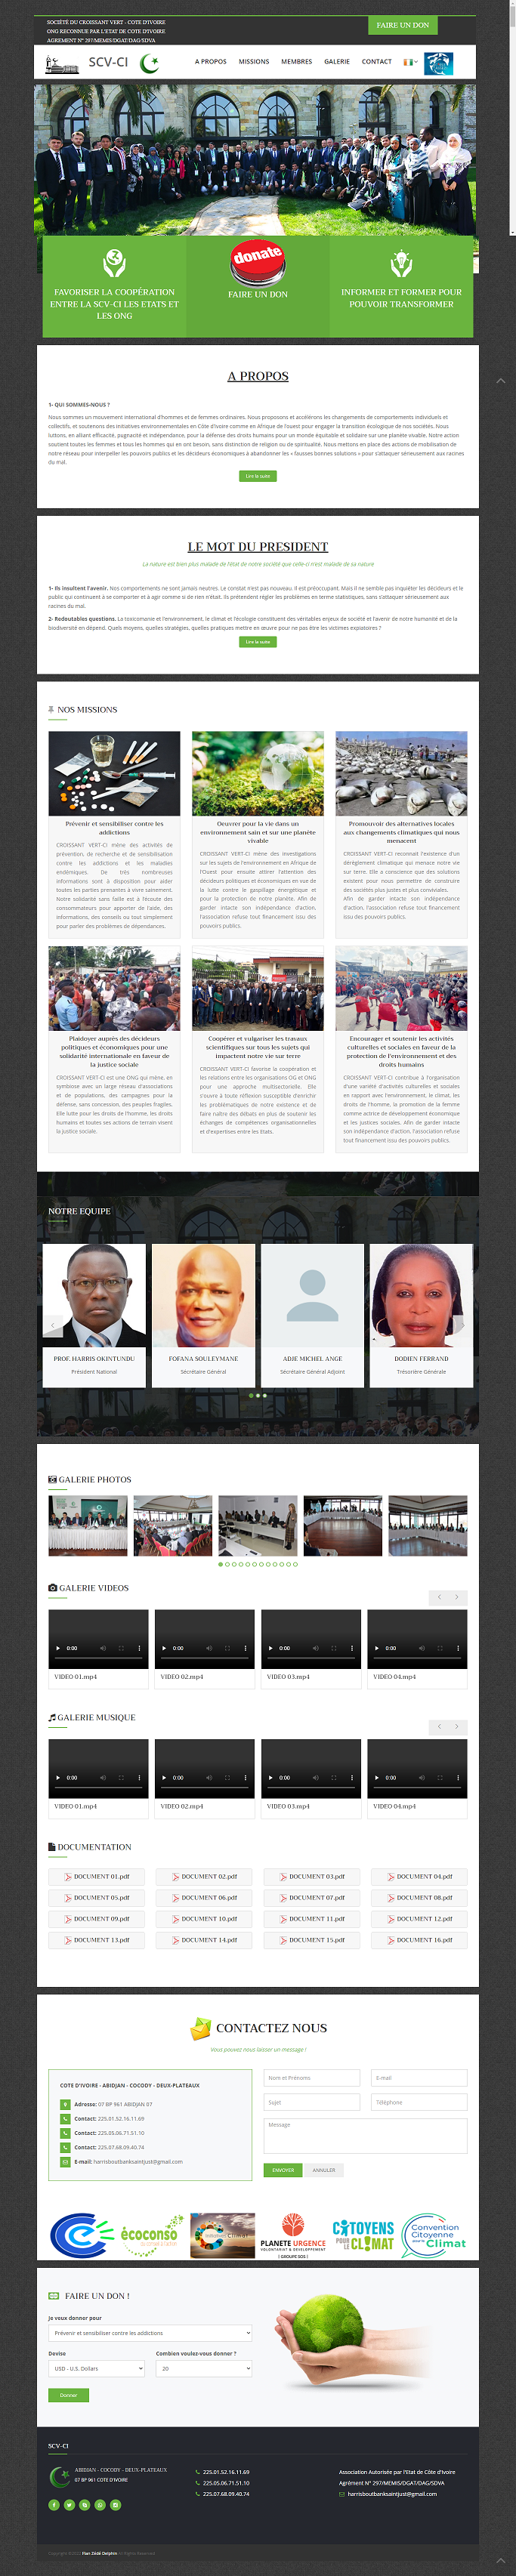 SOCIÉTÉ DU CROISSANT VERT - COTE D'IVOIRE
ONG RECONNUE PAR L'ETAT DE COTE D'IVOIRE
AGREMENT N° 297/MEMIS/DGAT/DAG/SDVA
FAIRE UN DON
SCV-CI
A PROPOS MISSIONS MEMBRES GALERIE CONTACT
donate
FAVORISER LA COOPÉRATION
ENTRE LA SCV-CI LES ETATS ET
LES ONG
FAIRE UN DON
INFORMER ET FORMER POUR
POUVOIR TRANSFORMER
A PROPOS
1- QUI SOMMES-NOUS ?
Nous sommes un mouvement international d'hommes et de femmes ordinaires. Nous proposons et accélérons les changements de comportements individuels et
collectifs, et soutenons des initiatives environnementales en Côte d'Ivoire comme en Afrique de l'ouest pour engager la transition écologique de nos sociétés. Nous
luttons, en alliant efficacité, pugnacité et indépendance, pour la défense des droits humains pour un monde équitable et solidaire sur une planète vivable. Notre action
soutient toutes les femmes et tous les hommes qui en ont besoin, sans distinction de religion ou de spiritualité. Nous mettons en place des actions de mobilisation de
notre réseau pour interpeller les pouvoirs publics et les décideurs économiques à abandonner les « fausses bonnes solutions » pour s'attaquer sérieusement aux racines
du mal.
Lire la suite
LE MOT DU PRESIDENT
La nature est bien plus malade de l'état de notre société que celle-ci n'est malade de sa nature
1- Ils insultent l'avenir. Nos comportements ne sont jamais neutres. Le constat n'est pas nouveau. Il est préoccupant. Mais il ne semble pas inquiéter les décideurs et le
public qui continuent à se comporter et à agir comme si de rien n'était. Ils prétendent régler les problèmes en terme statistiques, sans s'attaquer sérieusement aux
racines du mal.
2- Redoutables questions. La toxicomanie et l'environnement, le climat et l'écologie constituent des véritables enjeux de société et l'avenir de notre humanité et de la
biodiversité en dépend. Quels moyens, quelles stratégies, quelles pratiques mettre en œuvre pour ne pas être les victimes expiatoires ?
Lire la suite
NOS MISSIONS
Prévenir et sensibiliser contre les
addictions
CROISSANT VERT-CI mène des activités de
prévention, de recherche et de sensibilisation
contre les addictions et les maladies
endémiques. De très nombreuses
informations sont à disposition pour aider
toutes les parties prenantes à vivre sainement.
Notre solidarité sans faille est à l'écoute des
consommateurs pour apporter de l'aide, des
informations, des conseils ou tout simplement
pour parler des problèmes de dépendances.
Oeuvrer pour la vie dans un
environnement sain et sur une planète
vivable
CROISSANT VERT-CI mène des investigations
sur les sujets de l'environnement en Afrique de
l'Ouest pour ensuite attirer l'attention des
décideurs politiques et économiques en vue de
la lutte contre le gaspillage énergétique et
pour la protection de notre planète. Afin de
garder intacte son indépendance d'action,
l'association refuse tout financement issu des
pouvoirs publics.
Promouvoir des alternatives locales
aux changements climatiques qui nous
menacent
CROISSANT VERT-CI reconnait l'existence d'un
dérèglement climatique qui menace notre vie
sur terre. Elle a conscience que des solutions
existent pour nous permettre de construire
des sociétés plus justes et plus conviviales.
Afin de garder intacte son indépendance
d'action, l'association refuse tout financement
issu des pouvoirs publics.
Plaidoyer auprès des décideurs
politiques et économiques pour une
solidarité internationale en faveur de
la justice sociale
CROISSANT VERT-CI est une ONG qui mène, en
symbiose avec un large réseau d'associations
et de populations, des campagnes pour la
défense, sans concession, des peuples fragiles.
Elle lutte pour les droits de l'homme, les droits
humains et toutes ses actions de terrain visent
la justice sociale.
Coopérer et vulgariser les travaux
scientifiques sur tous les sujets qui
impactent notre vie sur terre
CROISSANT VERT-CI favorise la coopération et
les relations entre les organisations OG et ONG
pour une approche multisectorielle. Elle
s'ouvre à toute réflexion susceptible d'enrichir
les problématiques de notre existence et de
faire naître des débats en plus de soutenir les
échanges de compétences organisationnelles
et d'expertises entre les états.
Encourager et soutenir les activités
culturelles et sociales en faveur de la
protection de l'environnement et des
droits humains
CROISSANT VERT-CI contribue à l'organisation
d'une variété d'activités culturelles et sociales
en rapport avec l'environnement, le climat, les
droits de l'homme, la promotion de la femme
comme actrice de développement économique
et les justices sociales. Afin de garder intacte
son indépendance d'action, l'association refuse
tout financement issu des pouvoirs publics.
NOTRE EQUIPE
PROF. HARRIS OKINTUNDU
Président National
FOFANA SOULEYMANE
Sécrétaire Général
ADJE MICHEL ANGE
Sécrétaire Général Adjoint
DODIEN FERRAND
Trésorière Générale
GALERIE PHOTOS
GALERIE VIDEOS
0:00 0:00 0:00 0:00
VIDEO 01.mp4 VIDEO 02.mp4 VIDEO 03.mp4 VIDEO 04.mp4
GALERIE MUSIQUE
0:00 0:00 0:00 0:00
VIDEO 01.mp4 VIDEO 02.mp4 VIDEO 03.mp4 VIDEO 04.mp4
DOCUMENTATION
DOCUMENT 01.pdf DOCUMENT 02.pdf DOCUMENT 03.pdf DOCUMENT 04.pdf
DOCUMENT 05.pdf DOCUMENT 06.pdf DOCUMENT 07.pdf DOCUMENT 08.pdf
DOCUMENT 09.pdf DOCUMENT 10.pdf DOCUMENT 11.pdf DOCUMENT 12.pdf
DOCUMENT 13.pdf DOCUMENT 14.pdf DOCUMENT 15.pdf DOCUMENT 16.pdf
CONTACTEZ NOUS
Vous pouvez nous laisser un message !
COTE D'IVOIRE - ABIDJAN - COCODY - DEUX-PLATEAUX
Adresse: 07 BP 961 ABIDJAN 07
Contact: 225.01.52.16.11.69
Contact: 225.05.06.71.51.10
Contact: 225.07.68.09.40.74
E-mail: harrisboutbanksaintjust@gmail.com
Nom et Prénoms E-mail
Sujet Téléphone
Message
ENVOYER ANNULER
écoconso
PLANETE URGENCE
VOLONTARIAT & DEVELOPPEMENT
| GROUPE SOS |
CITOYENS
POUR LE CLIMAT
Convention
Citoyenne
pour le
Climat
FAIRE UN DON !
Je veux donner pour
Prévenir et sensibiliser contre les addictions
Devise Combien voulez-vous donner ?
USD - U.S. Dollars 20
Donner
SCV-CI
ABIDJAN - COCODY - DEUX-PLATEAUX
07 BP 961 COTE D'IVOIRE
225.01.52.16.11.69
225.05.06.71.51.10
225.07.68.09.40.74
Association Autorisée par l'Etat de Côte d'Ivoire
Agrément N° 297/MEMIS/DGAT/DAG/SDVA
harrisboutbanksaintjust@gmail.com